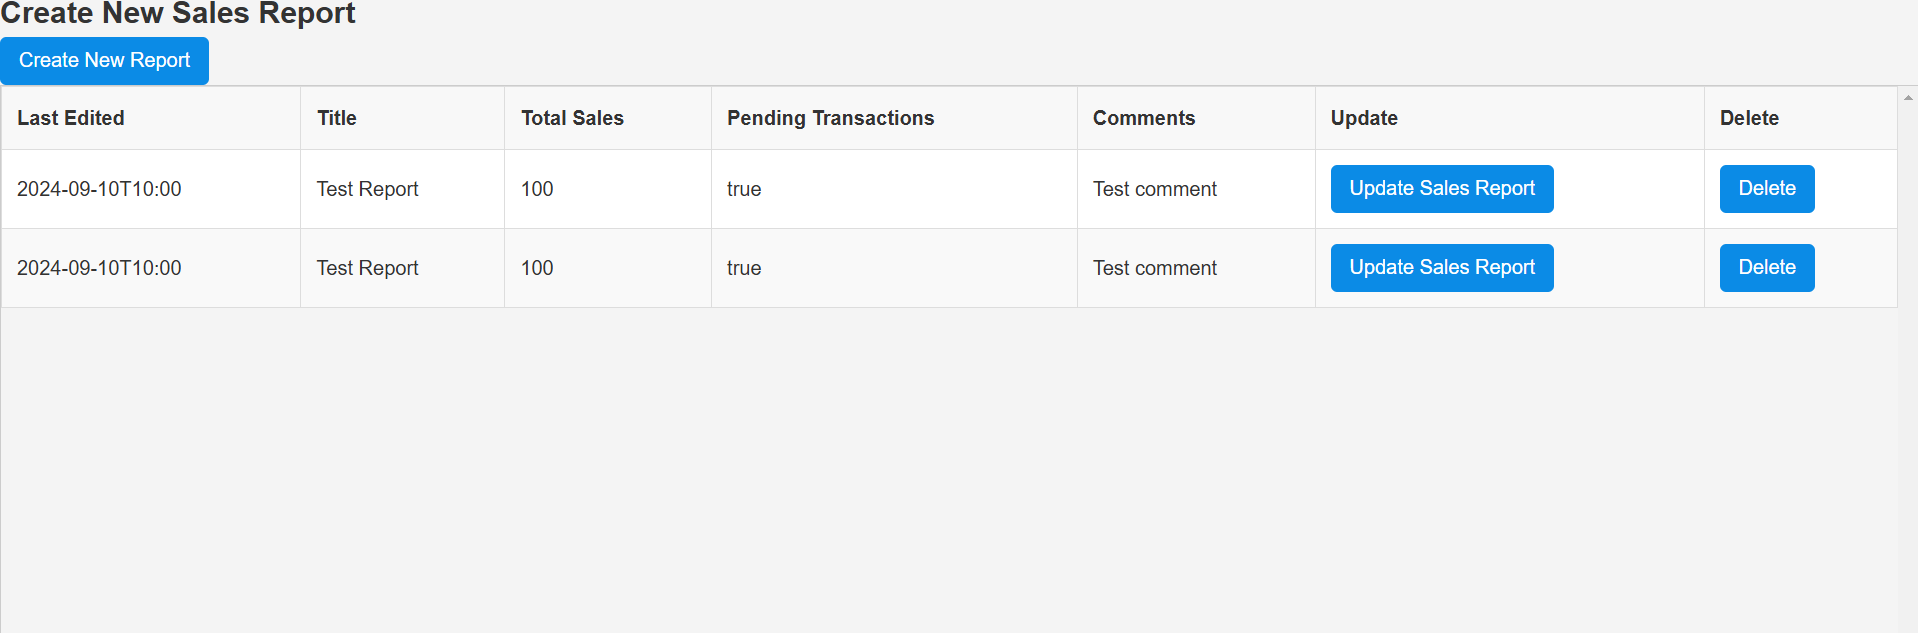 Create New Sales Report
Create New Report
Last Edited Title Total Sales Pending Transactions Comments Update Delete
2024-09-10T10:00 Test Report 100 true Test comment Update Sales Report Delete
2024-09-10T10:00 Test Report 100 true Test comment Update Sales Report Delete